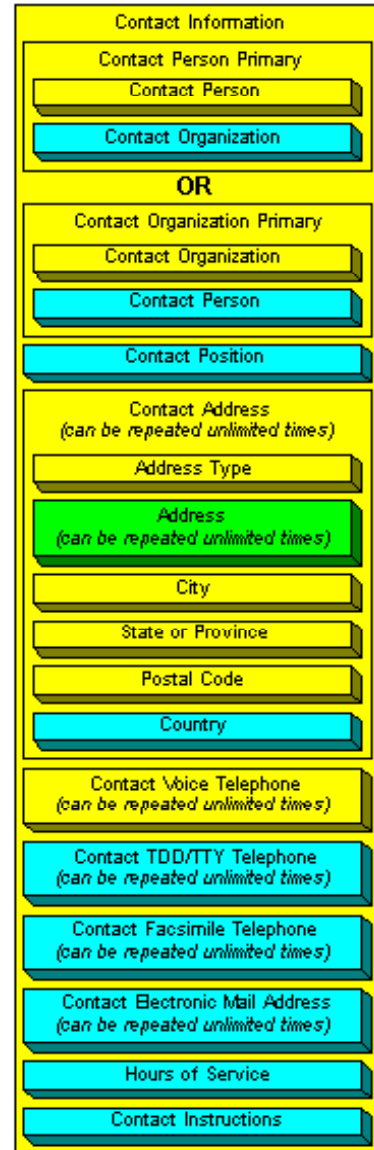 Contact Information
Contact Person Primary
Contact Person
Contact Organization
OR
Contact Organization Primary
Contact Organization
Contact Person
Contact Position
Contact Address
(can be repeated unlimited times)
Address Type
Address
(can be repeated unlimited times)
City
State or Province
Postal Code
Country
Contact Voice Telephone
(can be repeated unlimited times)
Contact TDD/TTY Telephone
(can be repeated unlimited times)
Contact Facsimile Telephone
(can be repeated unlimited times)
Contact Electronic Mail Address
(can be repeated unlimited times)
Hours of Service
Contact Instructions